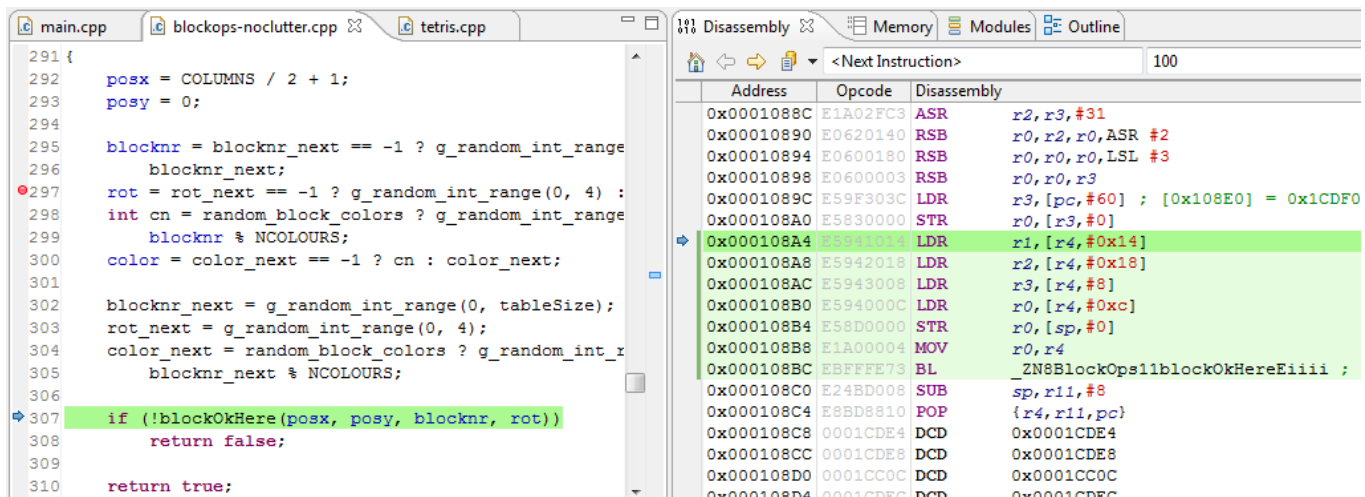 main.cpp
blockops-noclutter.cpp
tetris.cpp
291 {
292 posx = COLUMNS / 2 + 1;
293 posy = 0;
294
295 blocknr = blocknr_next == -1 ? g_random_int_range
296 blocknr_next;
297 rot = rot_next == -1 ? g_random_int_range(0, 4) :
298 int cn = random_block_colors ? g_random_int_range
299 blocknr % NCOLOURS;
300 color = color_next == -1 ? cn : color_next;
301
302 blocknr_next = g_random_int_range(0, tableSize);
303 rot_next = g_random_int_range(0, 4);
304 color_next = random_block_colors ? g_random_int_r
305 blocknr_next % NCOLOURS;
306
307 if (!blockOkHere(posx, posy, blocknr, rot))
308 return false;
309
310 return true;
Disassembly
Memory
Modules
Outline
<Next Instruction>
100
Address Opcode Disassembly
0x0001088C E1A02FC3 ASR r2,r3,#31
0x00010890 E0620140 RSB r0,r2,r0,ASR #2
0x00010894 E0600180 RSB r0,r0,r0,LSL #3
0x00010898 E0600003 RSB r0,r0,r3
0x0001089C E59F303C LDR r3,[pc,#60] ; [0x108E0] = 0x1CDF0
0x000108A0 E5830000 STR r0,[r3,#0]
0x000108A4 E5941014 LDR r1,[r4,#0x14]
0x000108A8 E5942018 LDR r2,[r4,#0x18]
0x000108AC E5943008 LDR r3,[r4,#8]
0x000108B0 E594000C LDR r0,[r4,#0xc]
0x000108B4 E58D0000 STR r0,[sp,#0]
0x000108B8 E1A00004 MOV r0,r4
0x000108BC EBFFFE73 BL _ZN8BlockOps11blockOkHereEiiii ;
0x000108C0 E24BD008 SUB sp,r11,#8
0x000108C4 E8BD8810 POP {r4,r11,pc}
0x000108C8 0001CDE4 DCD 0x0001CDE4
0x000108CC 0001CDE8 DCD 0x0001CDE8
0x000108D0 0001CC0C DCD 0x0001CC0C
0x000108D4 0001CDEC DCD 0x0001CDEC